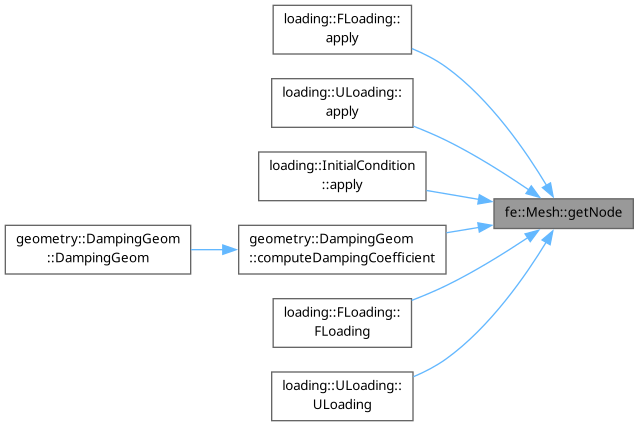 loading::FLoading::
apply
loading::ULoading::
apply
loading::InitialCondition
::apply
fe::Mesh::getNode
geometry::DampingGeom
::DampingGeom
geometry::DampingGeom
::computeDampingCoefficient
loading::FLoading::
FLoading
loading::ULoading::
ULoading